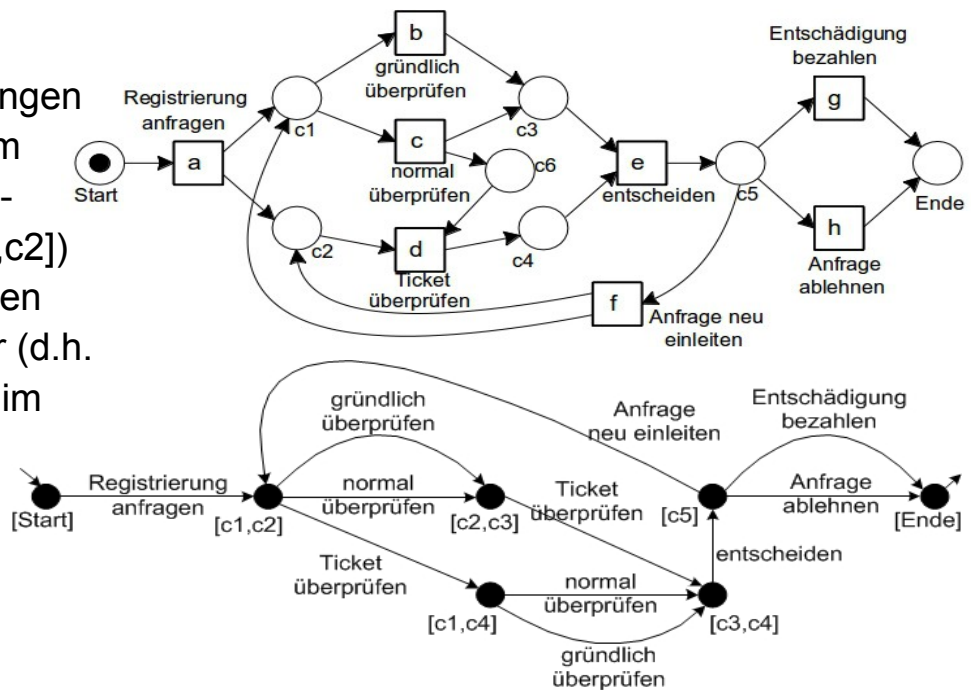 ngen
m
-
,c2])
en
r (d.h.
im
b
gründlich
überprüfen
Registrierung
anfragen
Entschädigung
bezahlen
g
c1
c3
c
a
c6
e
Start
normal
überprüfen
entscheiden
c5
Ende
c2
d
c4
h
Ticket
überprüfen
Anfrage
ablehnen
f
Anfrage neu
einleiten
gründlich
überprüfen
Anfrage
neu einleiten
Entschädigung
bezahlen
Registrierung
anfragen
normal
überprüfen
Ticket
überprüfen
Anfrage
ablehnen
[Start]
[c1,c2]
[c2,c3]
[c5]
[Ende]
Ticket
überprüfen
entscheiden
normal
überprüfen
[c1,c4]
[c3,c4]
gründlich
überprüfen